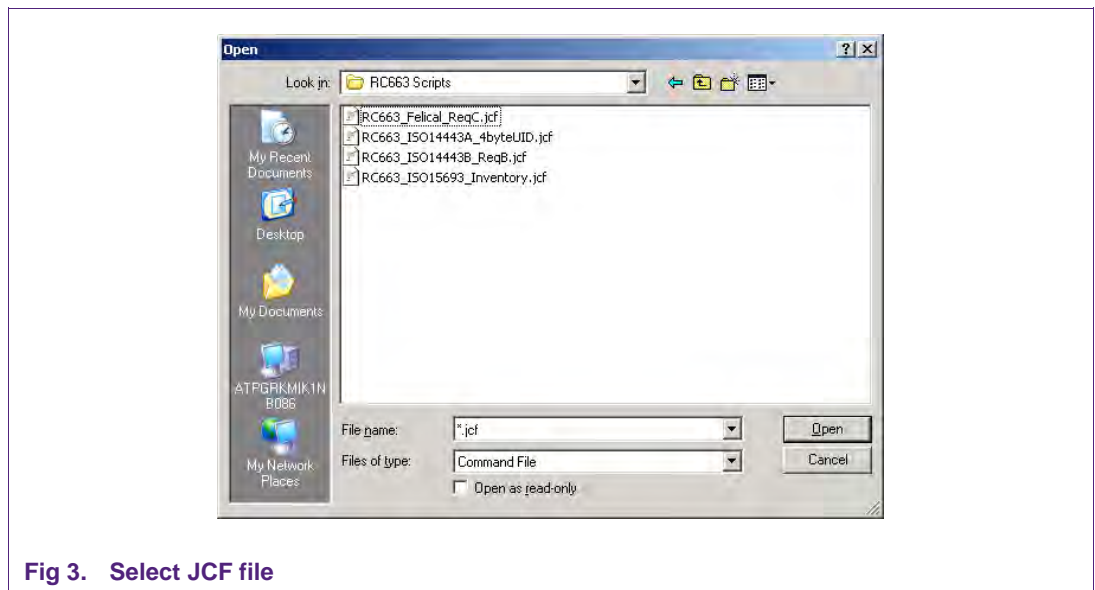 Open
Look in:
RC663 Scripts
RC663_Felical_ReqC.jcf
RC663_ISO14443A_4byteUID.jcf
RC663_ISO14443B_ReqB.jcf
RC663_ISO15693_Inventory.jcf
My Recent
Documents
Desktop
My Documents
ATPGRKMIK1N
B086
My Network
Places
File name:
*.jcf
Open
Files of type:
Command File
Cancel
Open as read-only
Fig 3. Select JCF file